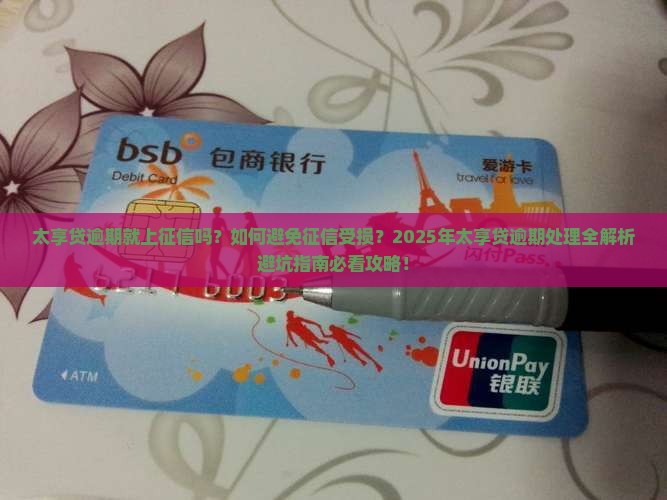 bsb 包商银行
Debit Card
爱游卡
travel for love
太享贷逾期就上征信吗？如何避免征信受损？2025年太享贷逾期处理全解析
避坑指南必看攻略！
闪付Pass
ATM
UnionPay
银联